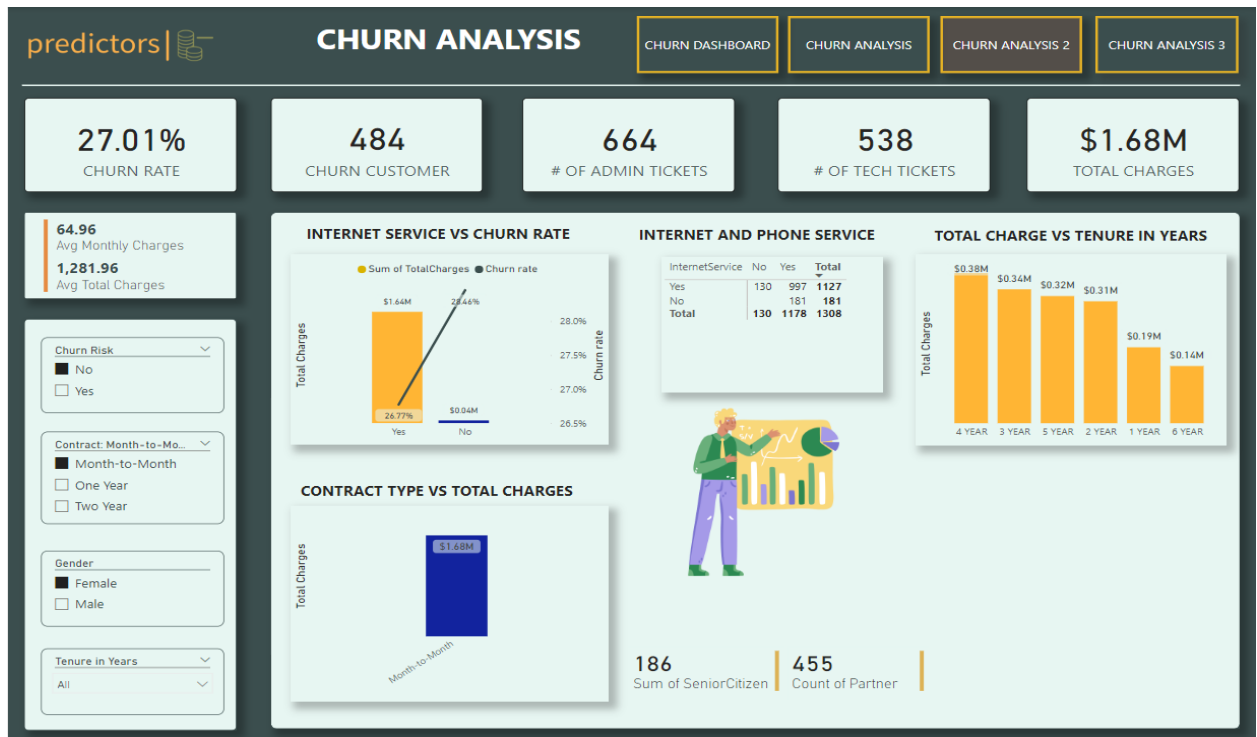 predictors
CHURN ANALYSIS
CHURN DASHBOARD
CHURN ANALYSIS
CHURN ANALYSIS 2
CHURN ANALYSIS 3
27.01%
CHURN RATE
484
CHURN CUSTOMER
664
# OF ADMIN TICKETS
538
# OF TECH TICKETS
$1.68M
TOTAL CHARGES
64.96
Avg Monthly Charges
1,281.96
Avg Total Charges
Churn Risk
No
Yes
Contract: Month-to-Mo...
Month-to-Month
One Year
Two Year
Gender
Female
Male
Tenure in Years
All
INTERNET SERVICE VS CHURN RATE
Sum of TotalCharges Churn rate
Total Charges
$1.64M
28.46%
26.77%
$0.04M
Yes
No
28.0%
27.5%
27.0%
26.5%
Churn rate
INTERNET AND PHONE SERVICE
InternetService No Yes Total
Yes 130 997 1127
No 181 181
Total 130 1178 1308
TOTAL CHARGE VS TENURE IN YEARS
Total Charges
$0.38M
$0.34M
$0.32M
$0.31M
$0.19M
$0.14M
4 YEAR
3 YEAR
5 YEAR
2 YEAR
1 YEAR
6 YEAR
CONTRACT TYPE VS TOTAL CHARGES
Total Charges
$1.68M
Month-to-Month
186
Sum of SeniorCitizen
455
Count of Partner